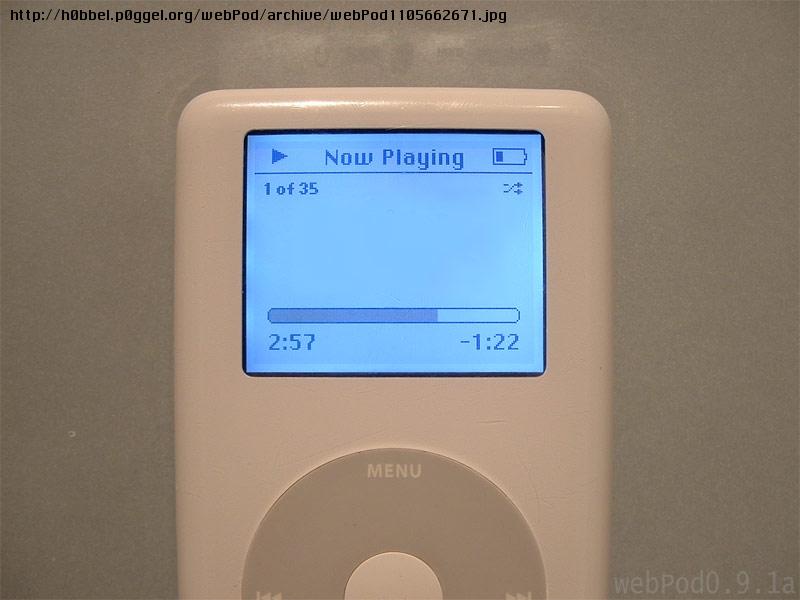 http://h0bbel.p0ggel.org/webPod/archive/webPod1105662671.jpg
Now Playing
1 of 35
2:57 -1:22
MENU
webPod0.9.1a